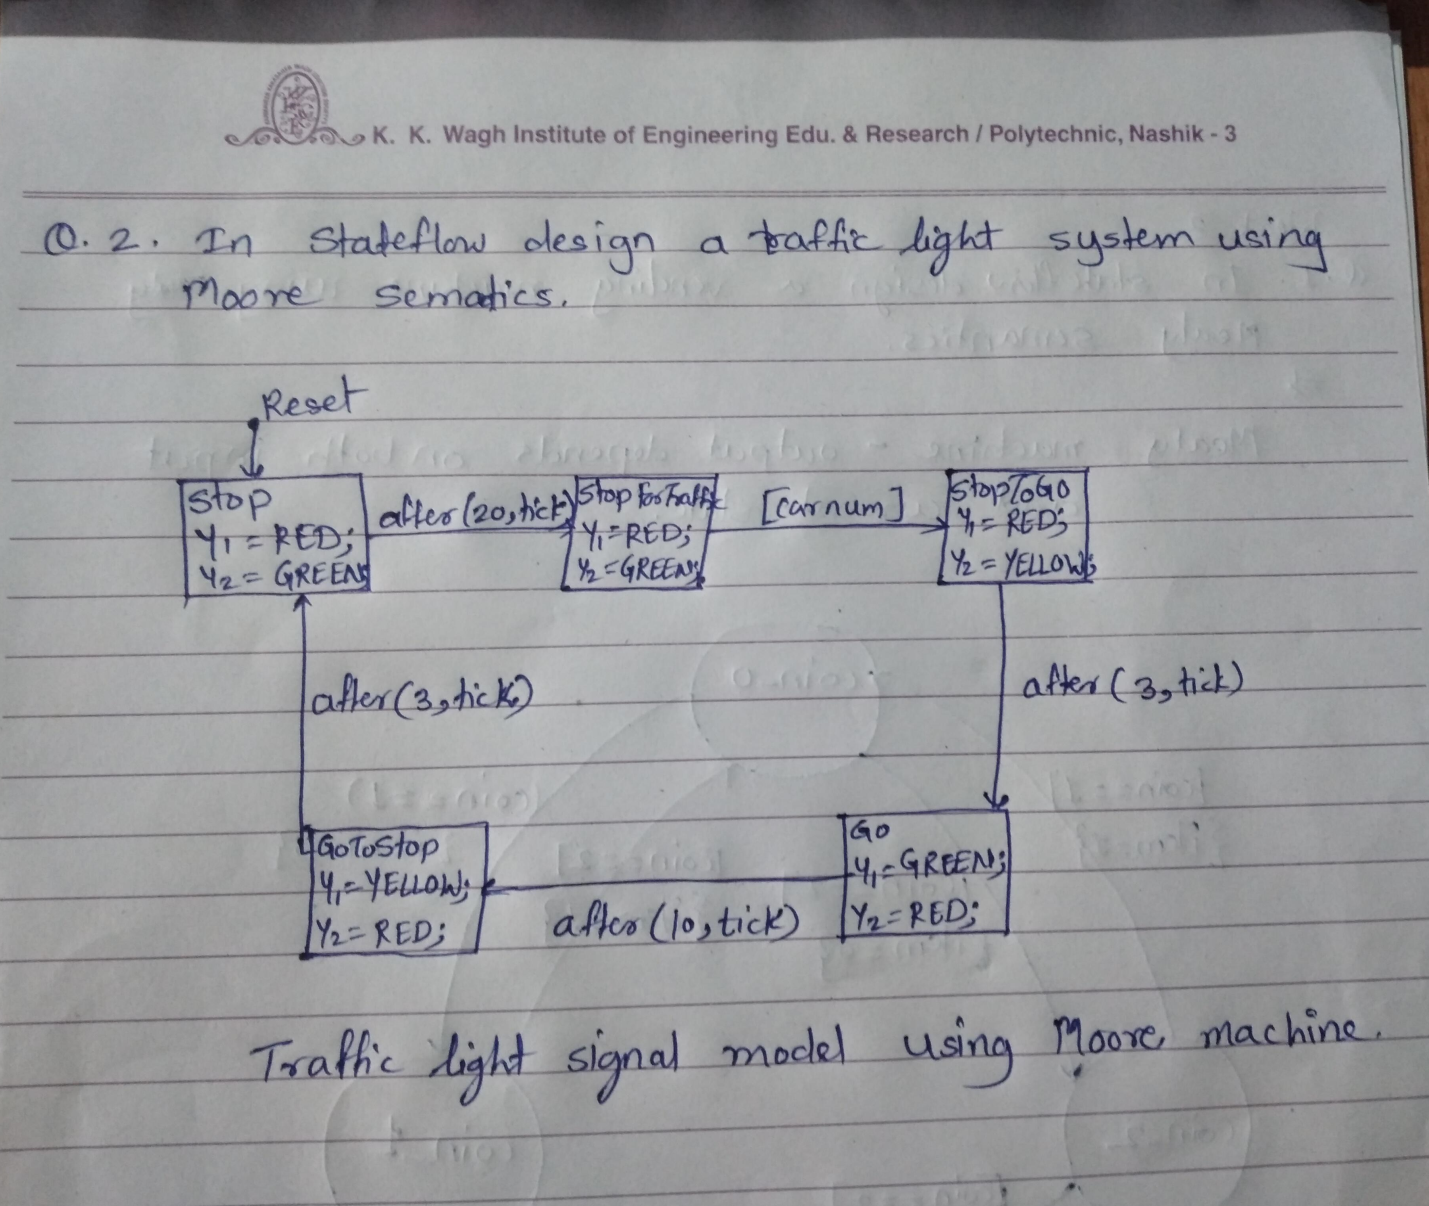 K. K. Wagh Institute of Engineering Edu. & Research / Polytechnic, Nashik - 3
Q. 2. In Stateflow design a traffic light system using
Moore sematics.
Reset
Stop
Y1 = RED;
Y2 = GREEN;
after(20,tick)
Stop ForTraffic
Y1=RED;
Y2=GREEN;
[carnum]
StopToGo
Y1= RED;
Y2 = YELLOW;
after(3,tick)
after (3,tick)
GoToStop
Y1=YELLOW;
Y2= RED;
after(10,tick)
Go
Y1=GREEN;
Y2=RED;
Traffic light signal model using Moore machine.